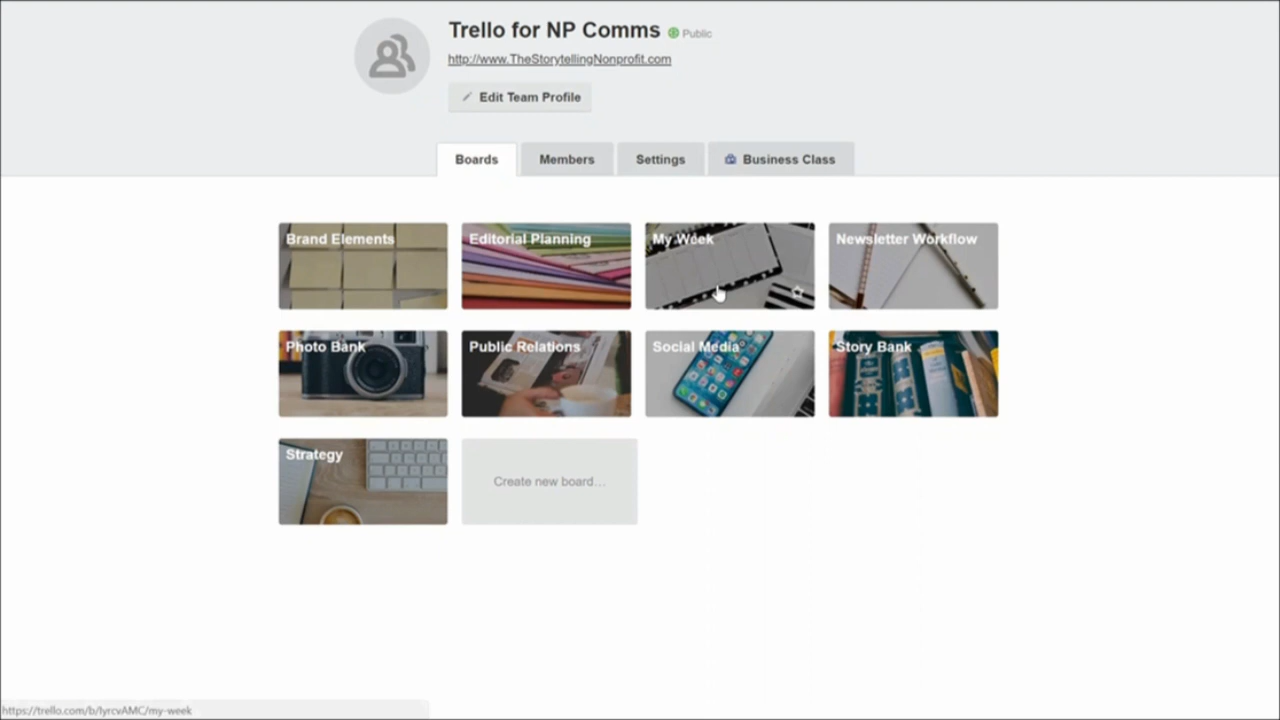 Trello for NP Comms Public
http://www.TheStorytellingNonprofit.com
Edit Team Profile
Boards Members Settings Business Class
Brand Elements Editorial Planning My Week Newsletter Workflow
Photo Bank Public Relations Social Media Story Bank
Strategy Create new board…
https://trello.com/b/lyrcvAMC/my-week